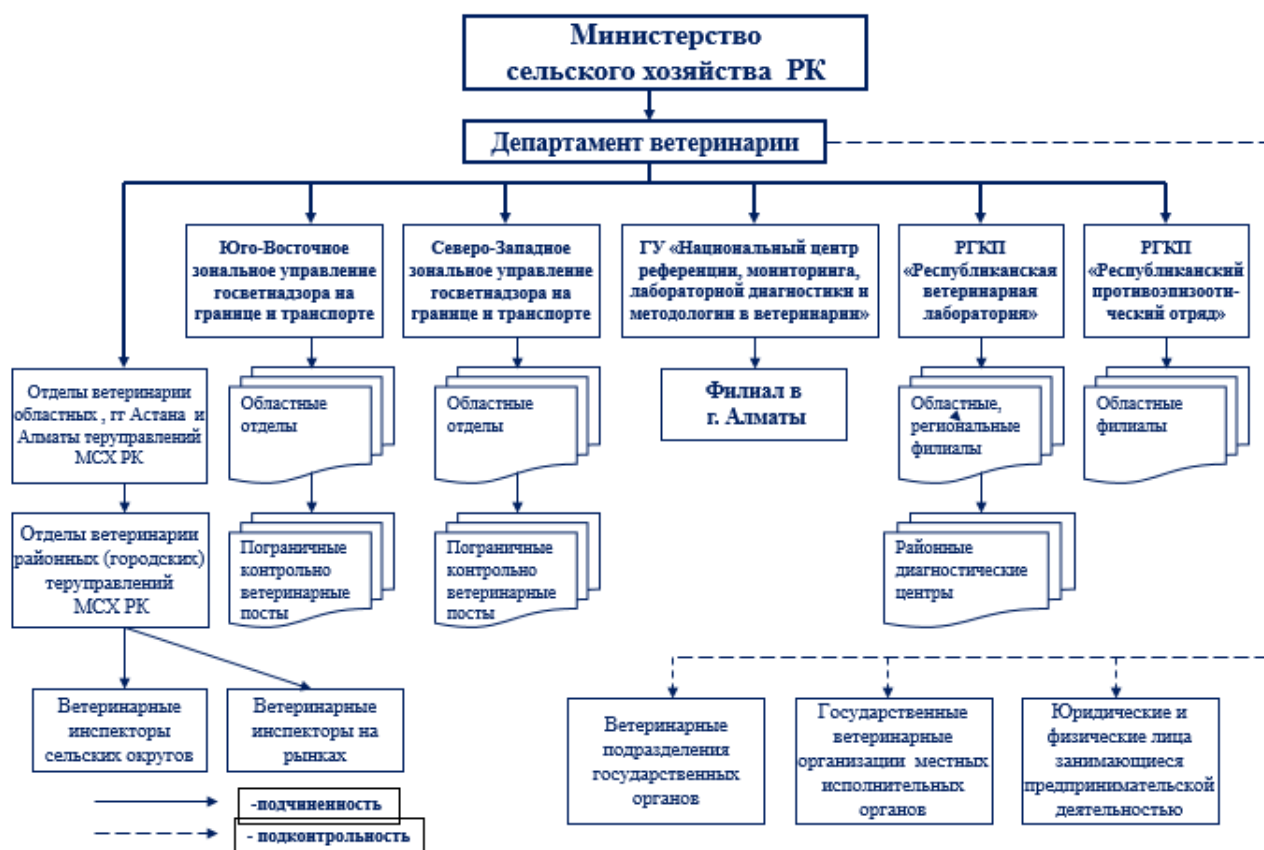 Министерство
сельского хозяйства РК
Департамент ветеринарии
Юго-Восточное
зональное управление
госветнадзора на
границе и транспорте
Северо-Западное
зональное управление
госветнадзора на
границе и транспорте
ГУ «Национальный центр
референции, мониторинга,
лабораторной диагностики и
методологии в ветеринарии»
РГКП
«Республиканская
ветеринарная
лаборатория»
РГКП
«Республиканский
противоэпизооти-
ческий отряд»
Отделы ветеринарии
областных , гг Астана и
Алматы теруправлений
МСХ РК
Областные
отделы
Областные
отделы
Филиал в
г. Алматы
Областные,
региональные
филиалы
Областные
филиалы
Отделы ветеринарии
районных (городских)
теруправлений
МСХ РК
Пограничные
контрольно
ветеринарные
посты
Пограничные
контрольно
ветеринарные
посты
Районные
диагностические
центры
Ветеринарные
инспекторы
сельских округов
Ветеринарные
инспекторы на
рынках
Ветеринарные
подразделения
государственных
органов
Государственные
ветеринарные
организации местных
исполнительных
органов
Юридические и
физические лица
занимающиеся
предпринимательской
деятельностью
-подчиненность
- подконтрольность